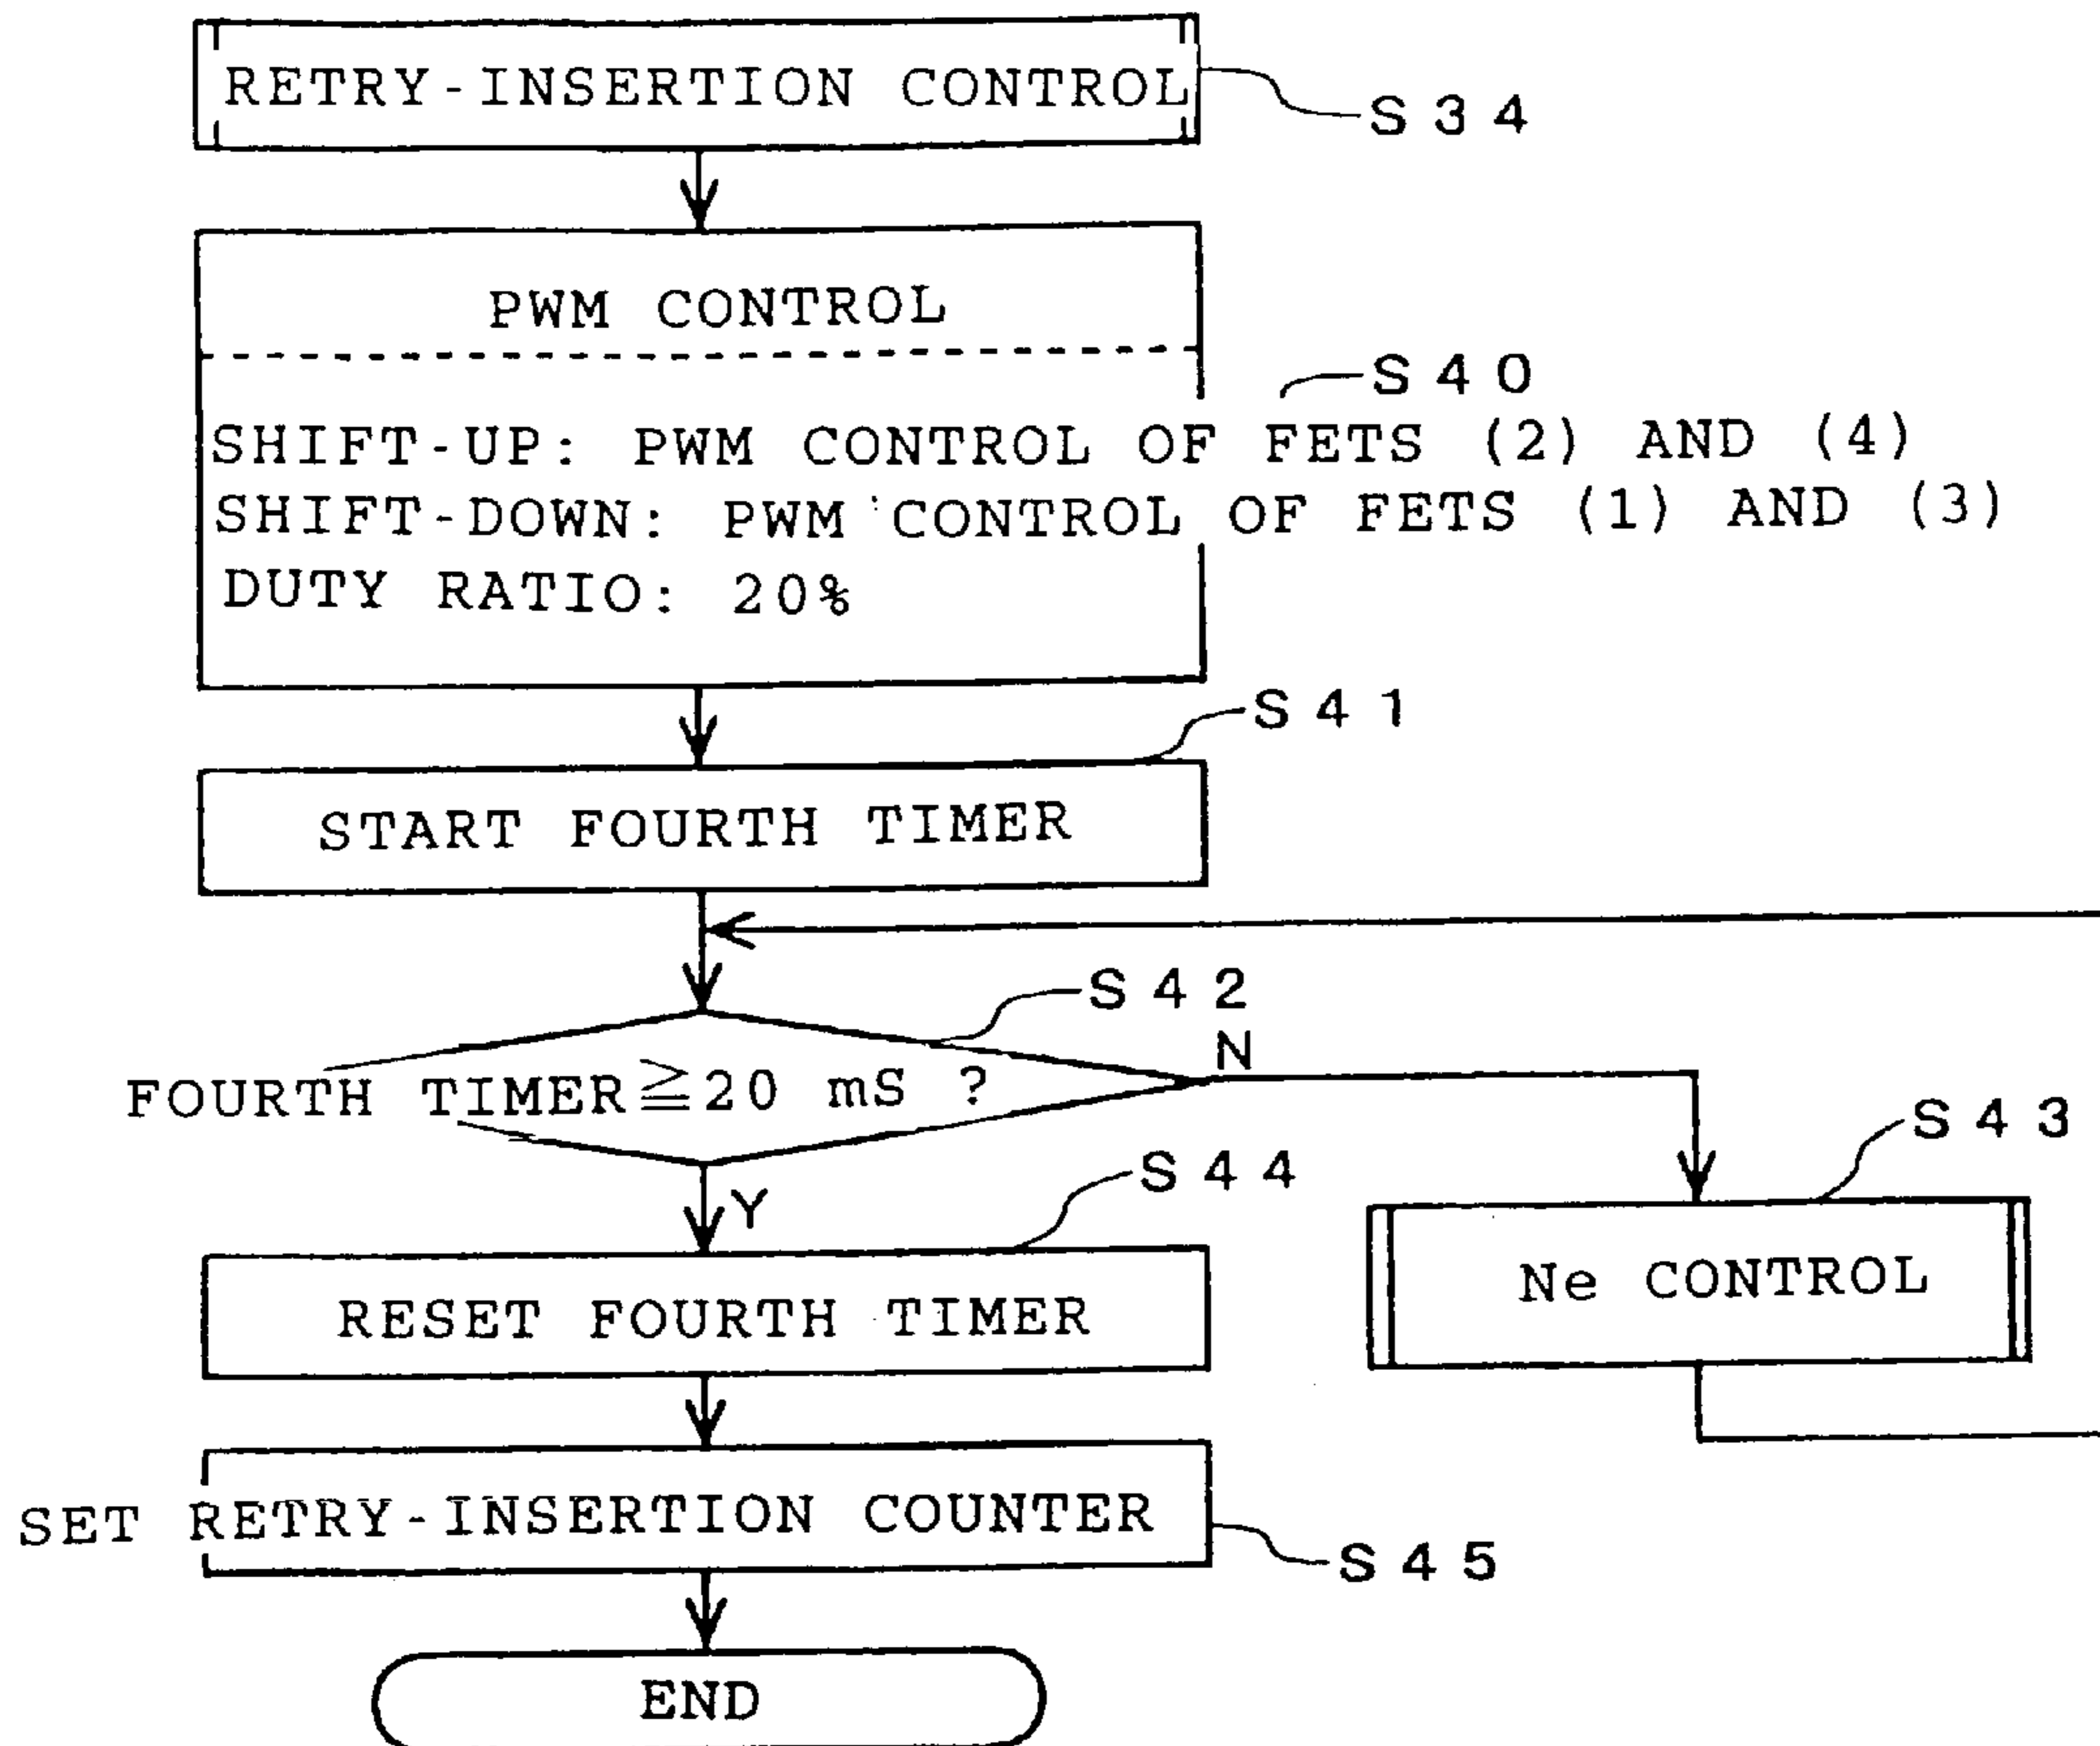 RETRY-INSERTION CONTROL
S34
PWM CONTROL
S40
SHIFT-UP: PWM CONTROL OF FETS (2) AND (4)
SHIFT-DOWN: PWM CONTROL OF FETS (1) AND (3)
DUTY RATIO: 20%
S41
START FOURTH TIMER
S42
N
FOURTH TIMER≧20 mS ?
S43
S44
Y
Ne CONTROL
RESET FOURTH TIMER
SET RETRY-INSERTION COUNTER
S45
END